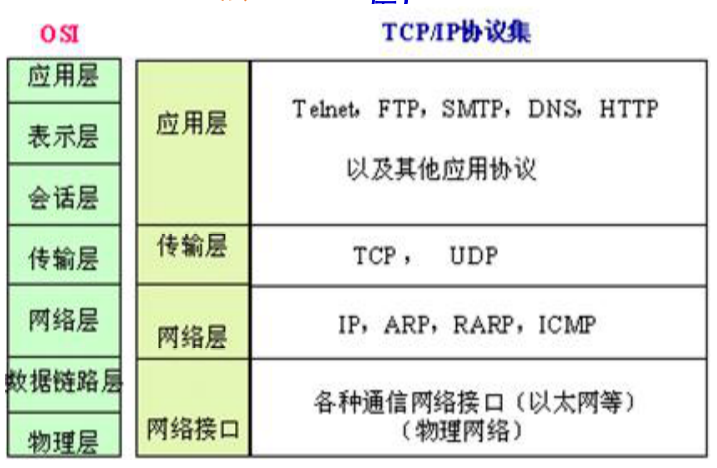 OSI
TCP/IP协议集
应用层
表示层
会话层
传输层
网络层
数据链路层
物理层
应用层
Telnet, FTP, SMTP, DNS, HTTP
以及其他应用协议
传输层
TCP, UDP
网络层
IP, ARP, RARP, ICMP
网络接口
各种通信网络接口(以太网等)
(物理网络)